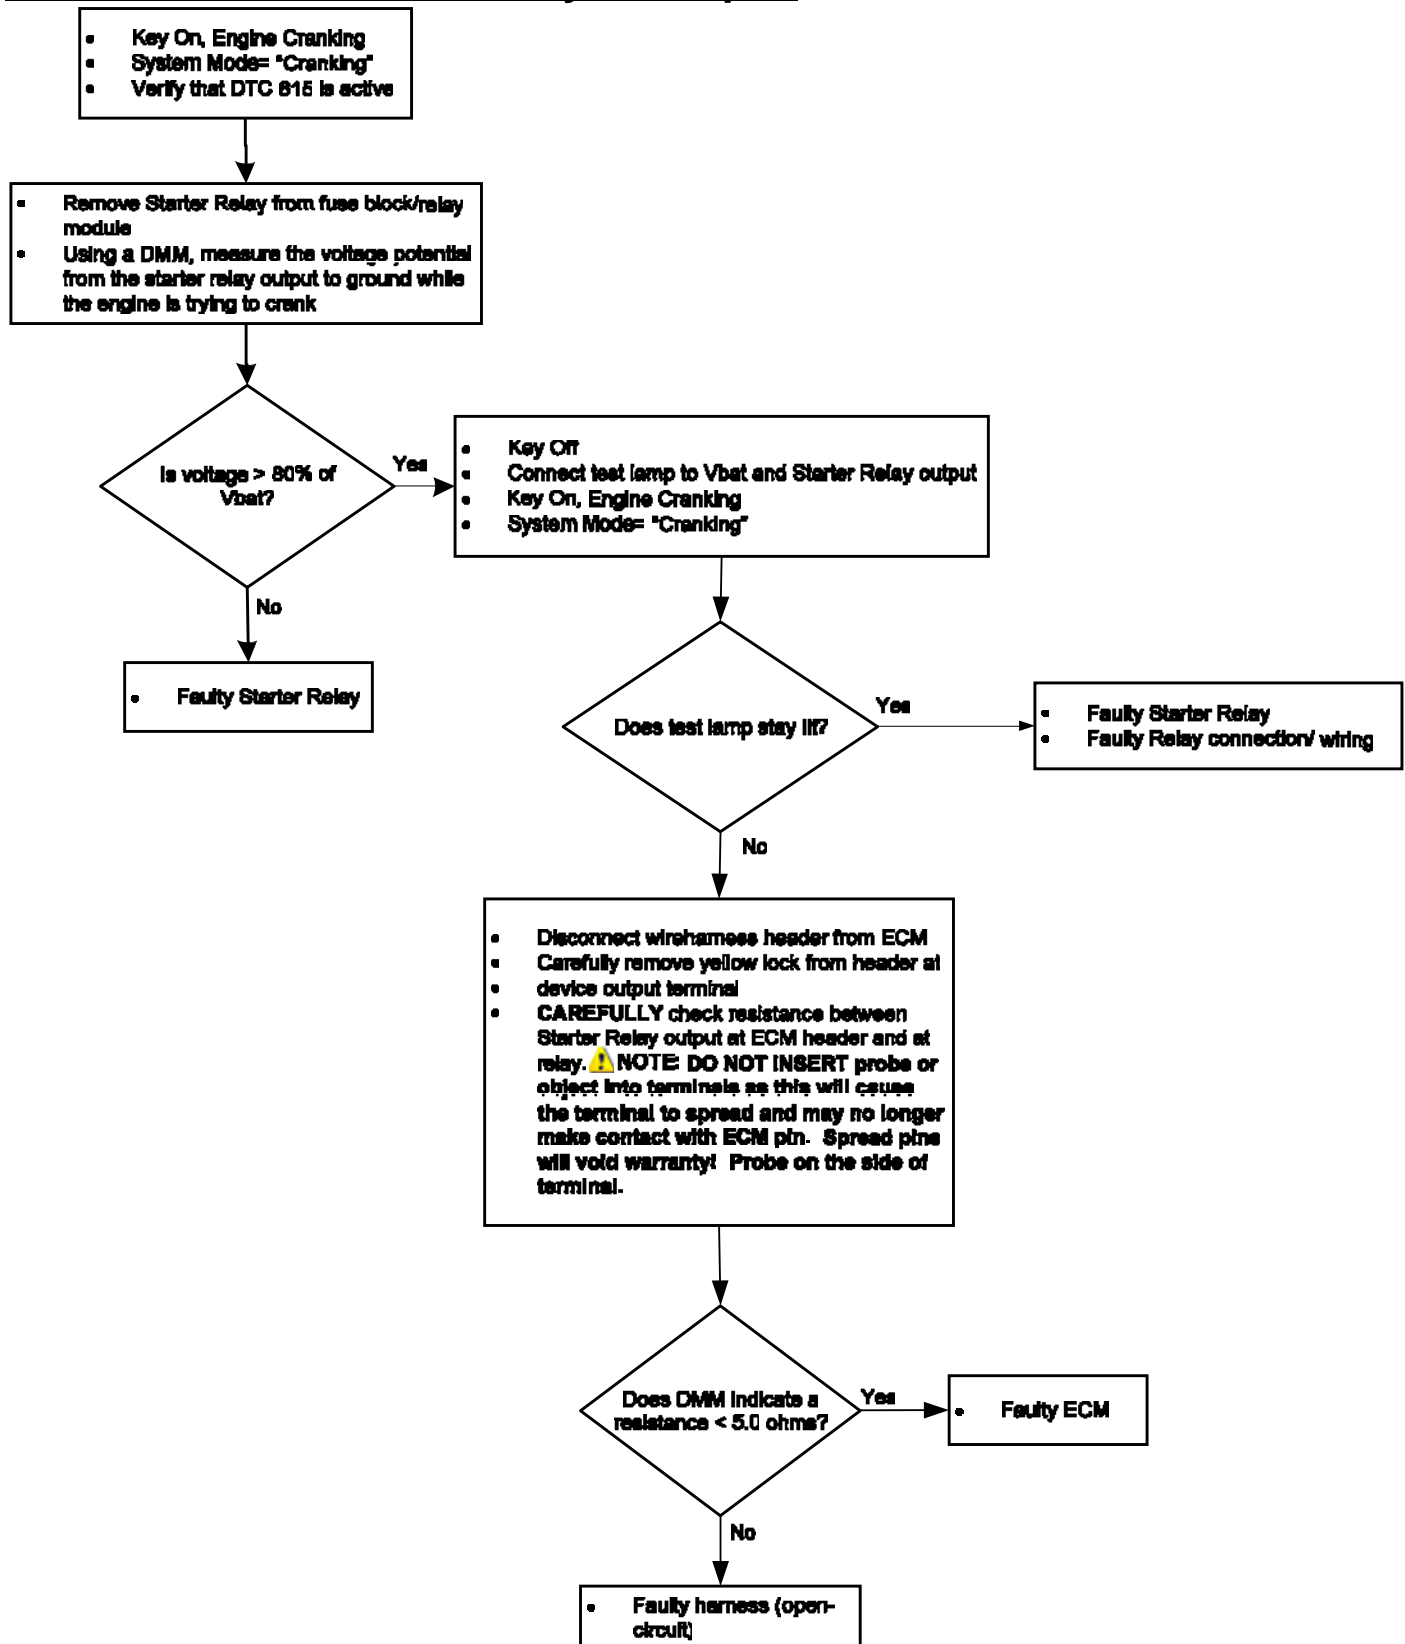 Key On, Engine Cranking
System Mode= "Cranking"
Verify that DTC 615 is active
Remove Starter Relay from fuse block/relay
module
Using a DMM, measure the voltage potential
from the starter relay output to ground while
the engine is trying to crank
Is voltage > 80% of
Vbat?
Yes
No
Key Off
Connect test lamp to Vbat and Starter Relay output
Key On, Engine Cranking
System Mode= "Cranking"
Faulty Starter Relay
Does test lamp stay lit?
Yes
No
Faulty Starter Relay
Faulty Relay connection/ wiring
Disconnect wireharness header from ECM
Carefully remove yellow lock from header at
device output terminal
CAREFULLY check resistance between
Starter Relay output at ECM header and at
relay. NOTE: DO NOT INSERT probe or
object into terminals as this will cause
the terminal to spread and may no longer
make contact with ECM pin. Spread pins
will void warranty! Probe on the side of
terminal.
Does DMM indicate a
resistance < 5.0 ohms?
Yes
No
Faulty ECM
Faulty harness (open-
circuit)